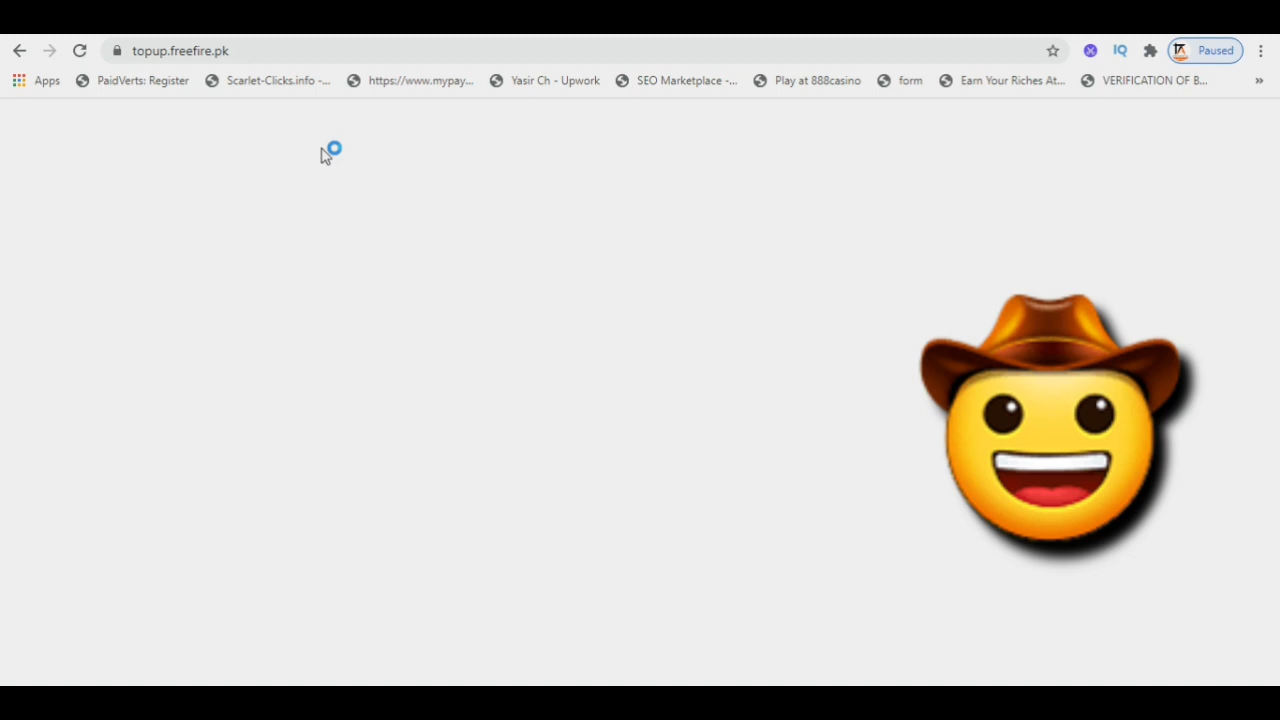 topup.freefire.pk
IQ
Paused
Apps
PaidVerts: Register
Scarlet-Clicks.info -...
https://www.mypay...
Yasir Ch - Upwork
SEO Marketplace -...
Play at 888casino
form
Earn Your Riches At...
VERIFICATION OF B...
»